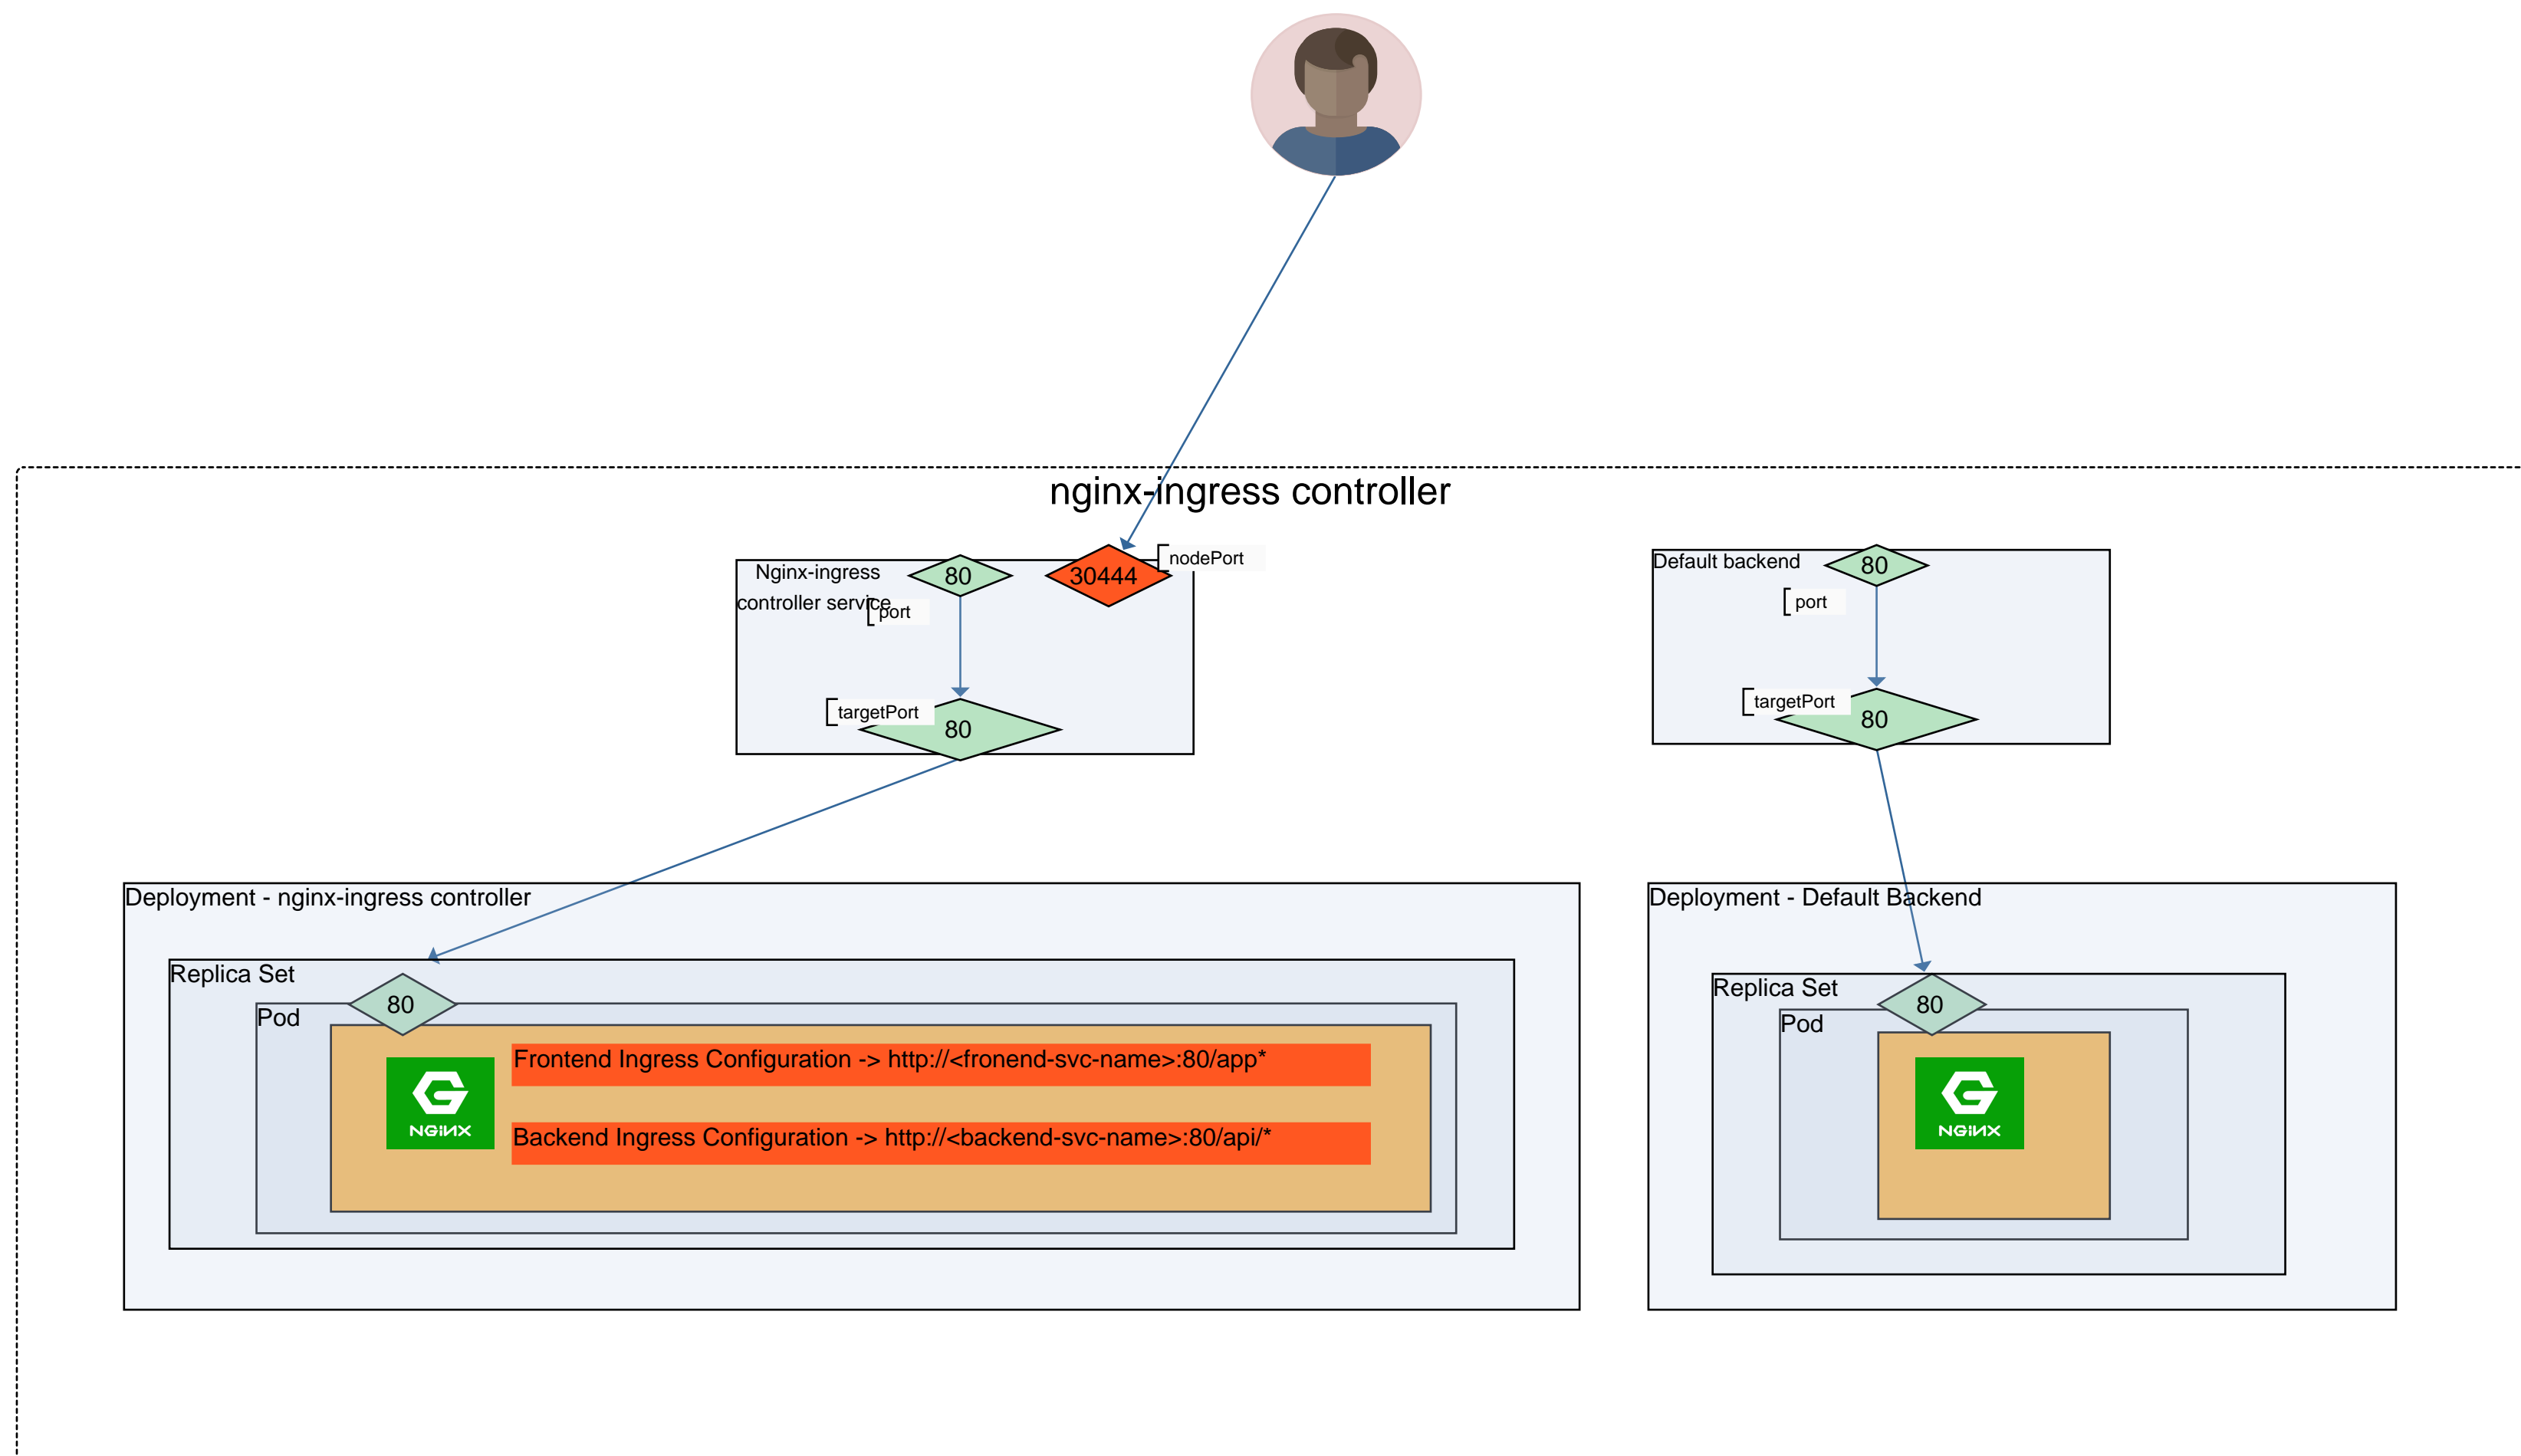 nginx-ingress controller
Nginx-ingress
controller service
80
30444
nodePort
port
targetPort
80
Default backend
80
port
targetPort
80
Deployment - nginx-ingress controller
Replica Set
80
Pod
NGiNX
Frontend Ingress Configuration -> http://<fronend-svc-name>:80/app*
Backend Ingress Configuration -> http://<backend-svc-name>:80/api/*
Deployment - Default Backend
Replica Set
80
Pod
NGiNX